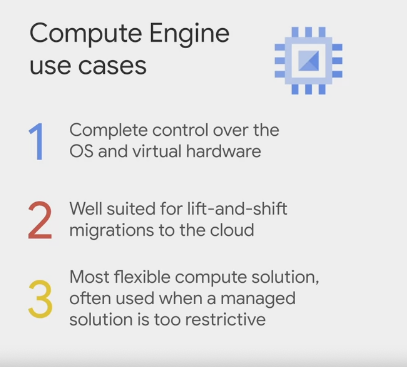 Compute Engine
use cases
1
Complete control over the
OS and virtual hardware
2
Well suited for lift-and-shift
migrations to the cloud
3
Most flexible compute solution,
often used when a managed
solution is too restrictive